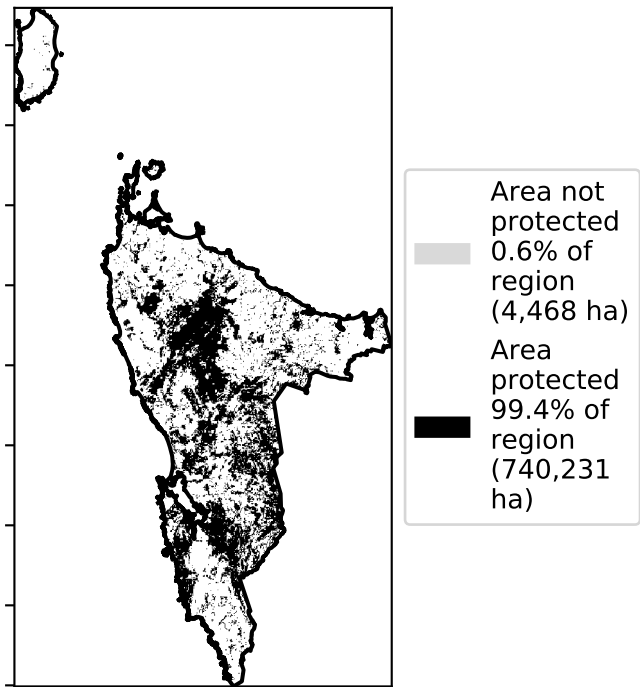 Area not
protected
0.6% of
region
(4,468 ha)
Area
protected
99.4% of
region
(740,231
ha)